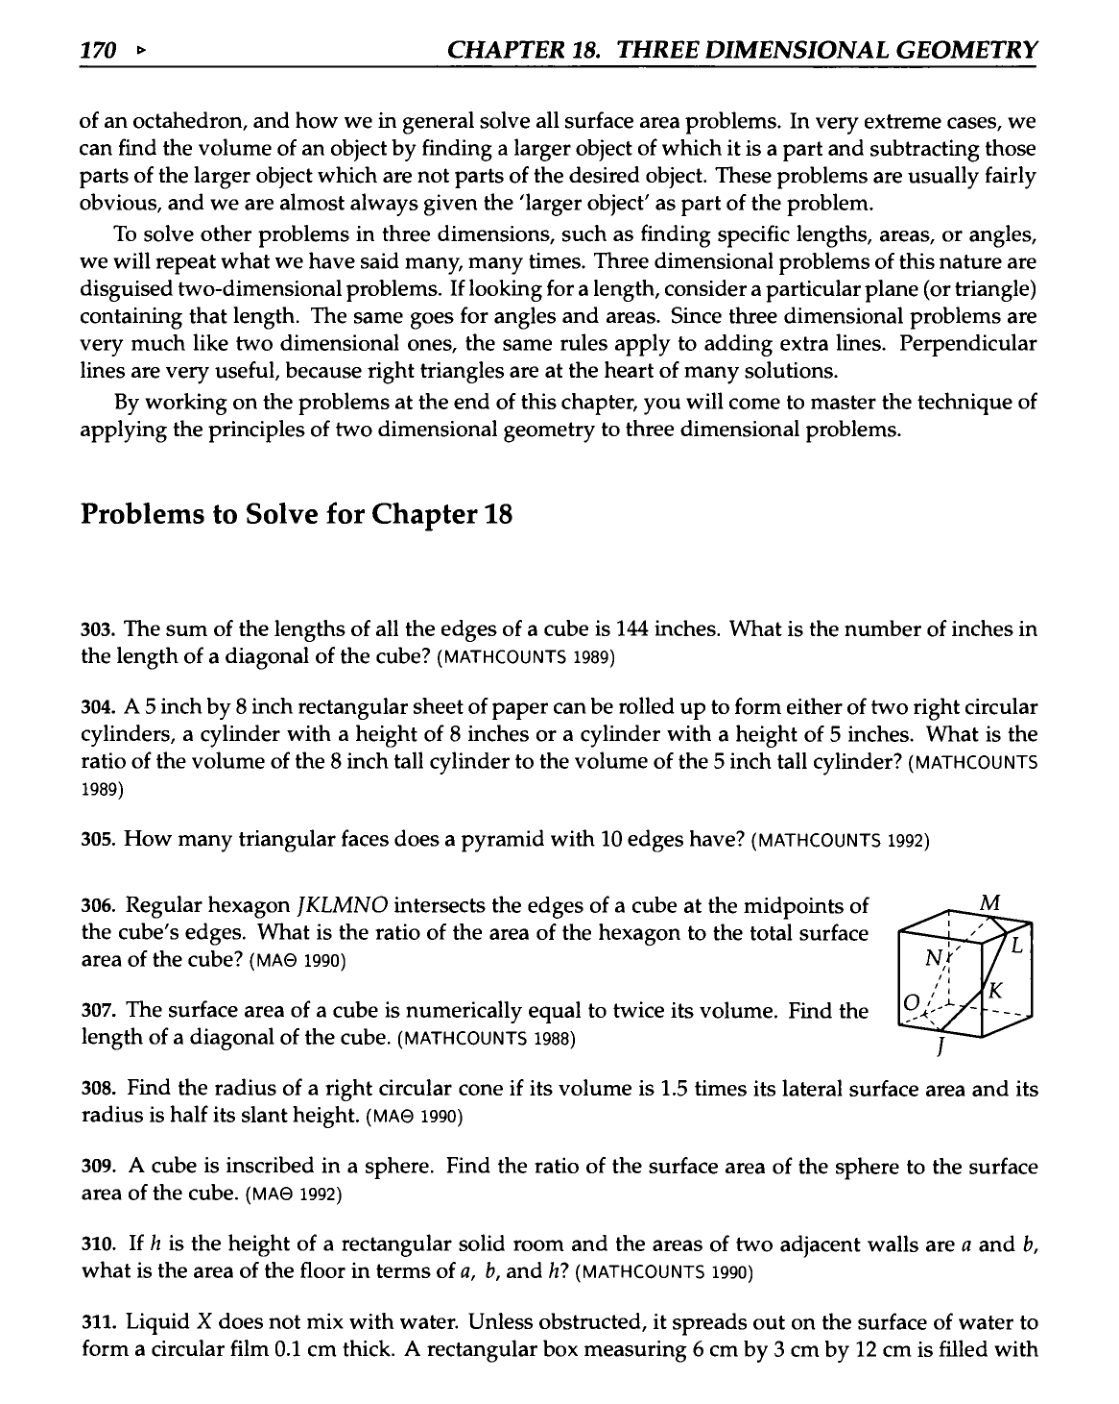 170 ▹ CHAPTER 18. THREE DIMENSIONAL GEOMETRY
of an octahedron, and how we in general solve all surface area problems. In very extreme cases, we
can find the volume of an object by finding a larger object of which it is a part and subtracting those
parts of the larger object which are not parts of the desired object. These problems are usually fairly
obvious, and we are almost always given the 'larger object' as part of the problem.
To solve other problems in three dimensions, such as finding specific lengths, areas, or angles,
we will repeat what we have said many, many times. Three dimensional problems of this nature are
disguised two-dimensional problems. If looking for a length, consider a particular plane (or triangle)
containing that length. The same goes for angles and areas. Since three dimensional problems are
very much like two dimensional ones, the same rules apply to adding extra lines. Perpendicular
lines are very useful, because right triangles are at the heart of many solutions.
By working on the problems at the end of this chapter, you will come to master the technique of
applying the principles of two dimensional geometry to three dimensional problems.
Problems to Solve for Chapter 18
303. The sum of the lengths of all the edges of a cube is 144 inches. What is the number of inches in
the length of a diagonal of the cube? (MATHCOUNTS 1989)
304. A 5 inch by 8 inch rectangular sheet of paper can be rolled up to form either of two right circular
cylinders, a cylinder with a height of 8 inches or a cylinder with a height of 5 inches. What is the
ratio of the volume of the 8 inch tall cylinder to the volume of the 5 inch tall cylinder? (MATHCOUNTS
1989)
305. How many triangular faces does a pyramid with 10 edges have? (MATHCOUNTS 1992)
306. Regular hexagon JKLMNO intersects the edges of a cube at the midpoints of
the cube's edges. What is the ratio of the area of the hexagon to the total surface
area of the cube? (MAΘ 1990)
M
L
N
K
O
J
307. The surface area of a cube is numerically equal to twice its volume. Find the
length of a diagonal of the cube. (MATHCOUNTS 1988)
308. Find the radius of a right circular cone if its volume is 1.5 times its lateral surface area and its
radius is half its slant height. (MAΘ 1990)
309. A cube is inscribed in a sphere. Find the ratio of the surface area of the sphere to the surface
area of the cube. (MAΘ 1992)
310. If h is the height of a rectangular solid room and the areas of two adjacent walls are a and b,
what is the area of the floor in terms of a, b, and h? (MATHCOUNTS 1990)
311. Liquid X does not mix with water. Unless obstructed, it spreads out on the surface of water to
form a circular film 0.1 cm thick. A rectangular box measuring 6 cm by 3 cm by 12 cm is filled with